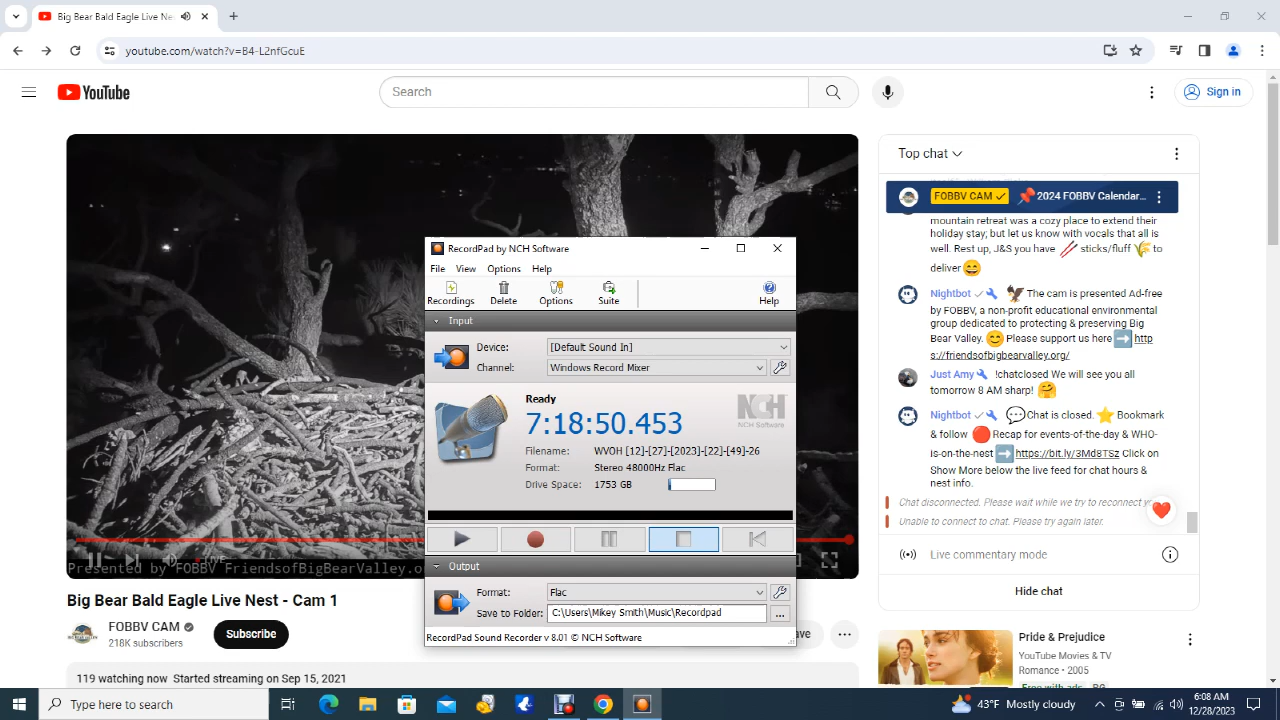 Big Bear Bald Eagle Live Ne
youtube.com/watch?v=B4-L2nfGcuE
YouTube
Search
Sign in
Top chat
FOBBV CAM
2024 FOBBV Calendar...
mountain retreat was a cozy place to extend their
holiday stay; but let us know with vocals that all is
well. Rest up, J&S you have sticks/fluff to
deliver
Nightbot The cam is presented Ad-free
by FOBBV, a non-profit educational environmental
group dedicated to protecting & preserving Big
Bear Valley. Please support us here http
s://friendsofbigbearvalley.org/
Just Amy !chatclosed We will see you all
tomorrow 8 AM sharp!
Nightbot Chat is closed. Bookmark
& follow Recap for events-of-the-day & WHO-
is-on-the-nest https://bit.ly/3Md8TSz Click on
Show More below the live feed for chat hours &
nest info.
Chat disconnected. Please wait while we try to reconnect
Unable to connect to chat. Please try again later.
Live commentary mode
Hide chat
RecordPad by NCH Software
File View Options Help
Recordings Delete Options Suite Help
Input
Device: [Default Sound In]
Channel: Windows Record Mixer
Ready
7:18:50.453
NCH
NCH Software
Filename: WVOH [12]-[27]-[2023]-[22]-[49]-26
Format: Stereo 48000Hz Flac
Drive Space: 1753 GB
Output
Format: Flac
Save to Folder: C:\Users\Mikey Smith\Music\Recordpad
...
RecordPad Sound Recorder v 8.01 © NCH Software
LIVE
Presented by FOBBV FriendsofBigBearValley.o
Big Bear Bald Eagle Live Nest - Cam 1
FOBBV CAM
218K subscribers
Subscribe
ave
119 watching now Started streaming on Sep 15, 2021
Pride & Prejudice
YouTube Movies & TV
Romance • 2005
Free with ads PG
Type here to search
43°F Mostly cloudy
6:08 AM
12/28/2023